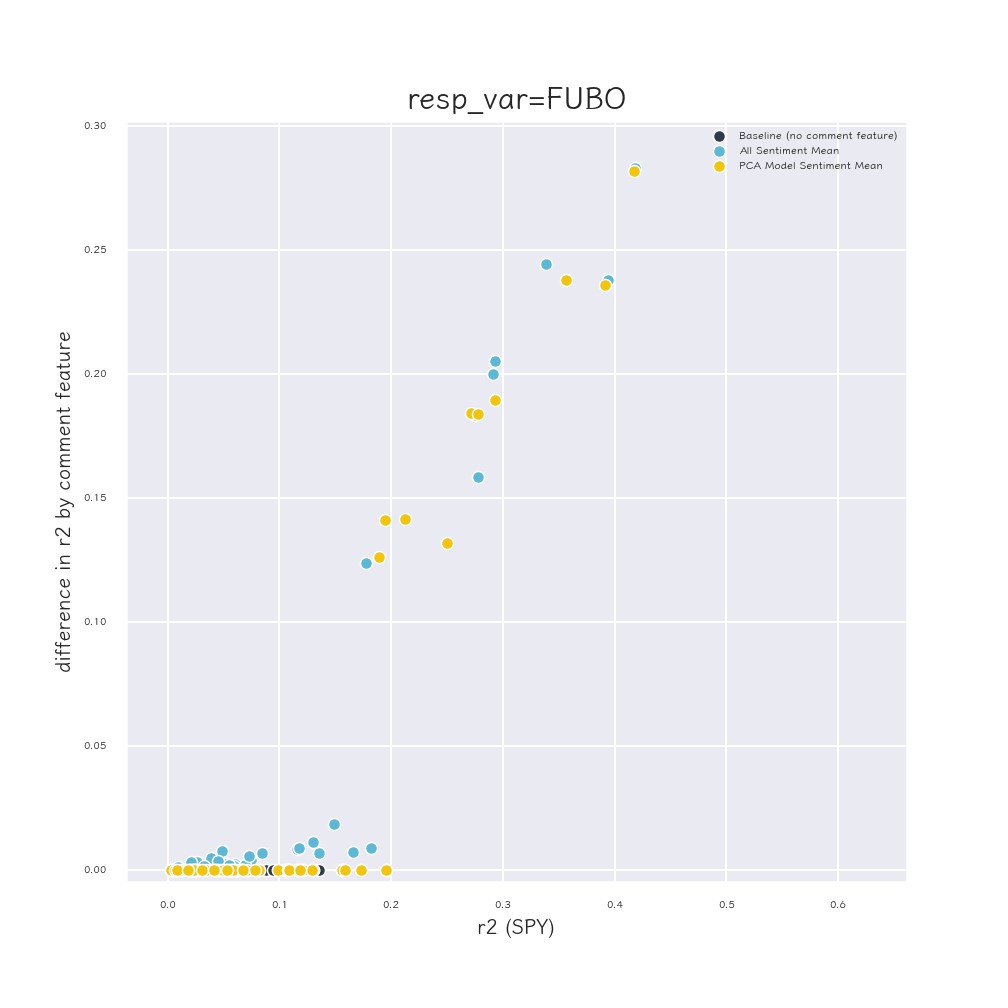 resp_var=FUBO
Baseline (no comment feature)
All Sentiment Mean
PCA Model Sentiment Mean
difference in r2 by comment feature
0.30
0.25
0.20
0.15
0.10
0.05
0.00
0.0
0.1
0.2
0.3
0.4
0.5
0.6
r2 (SPY)